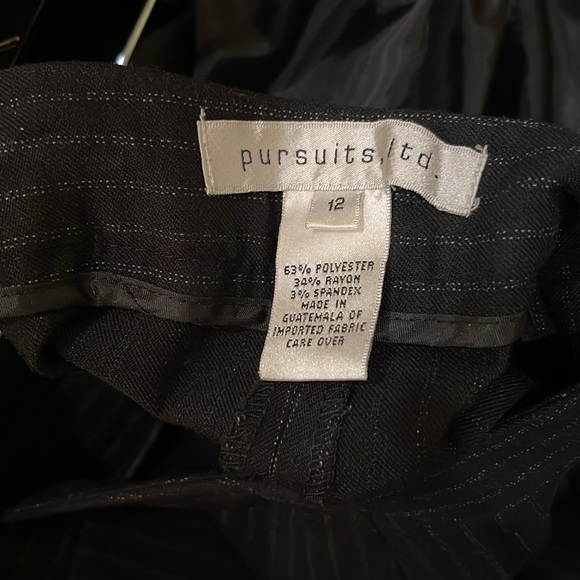 pursuits, ltd.
12
63% POLYESTER
34% RAYON
3% SPANDEX
MADE IN
GUATEMALA OF
IMPORTED FABRIC
CARE OVER